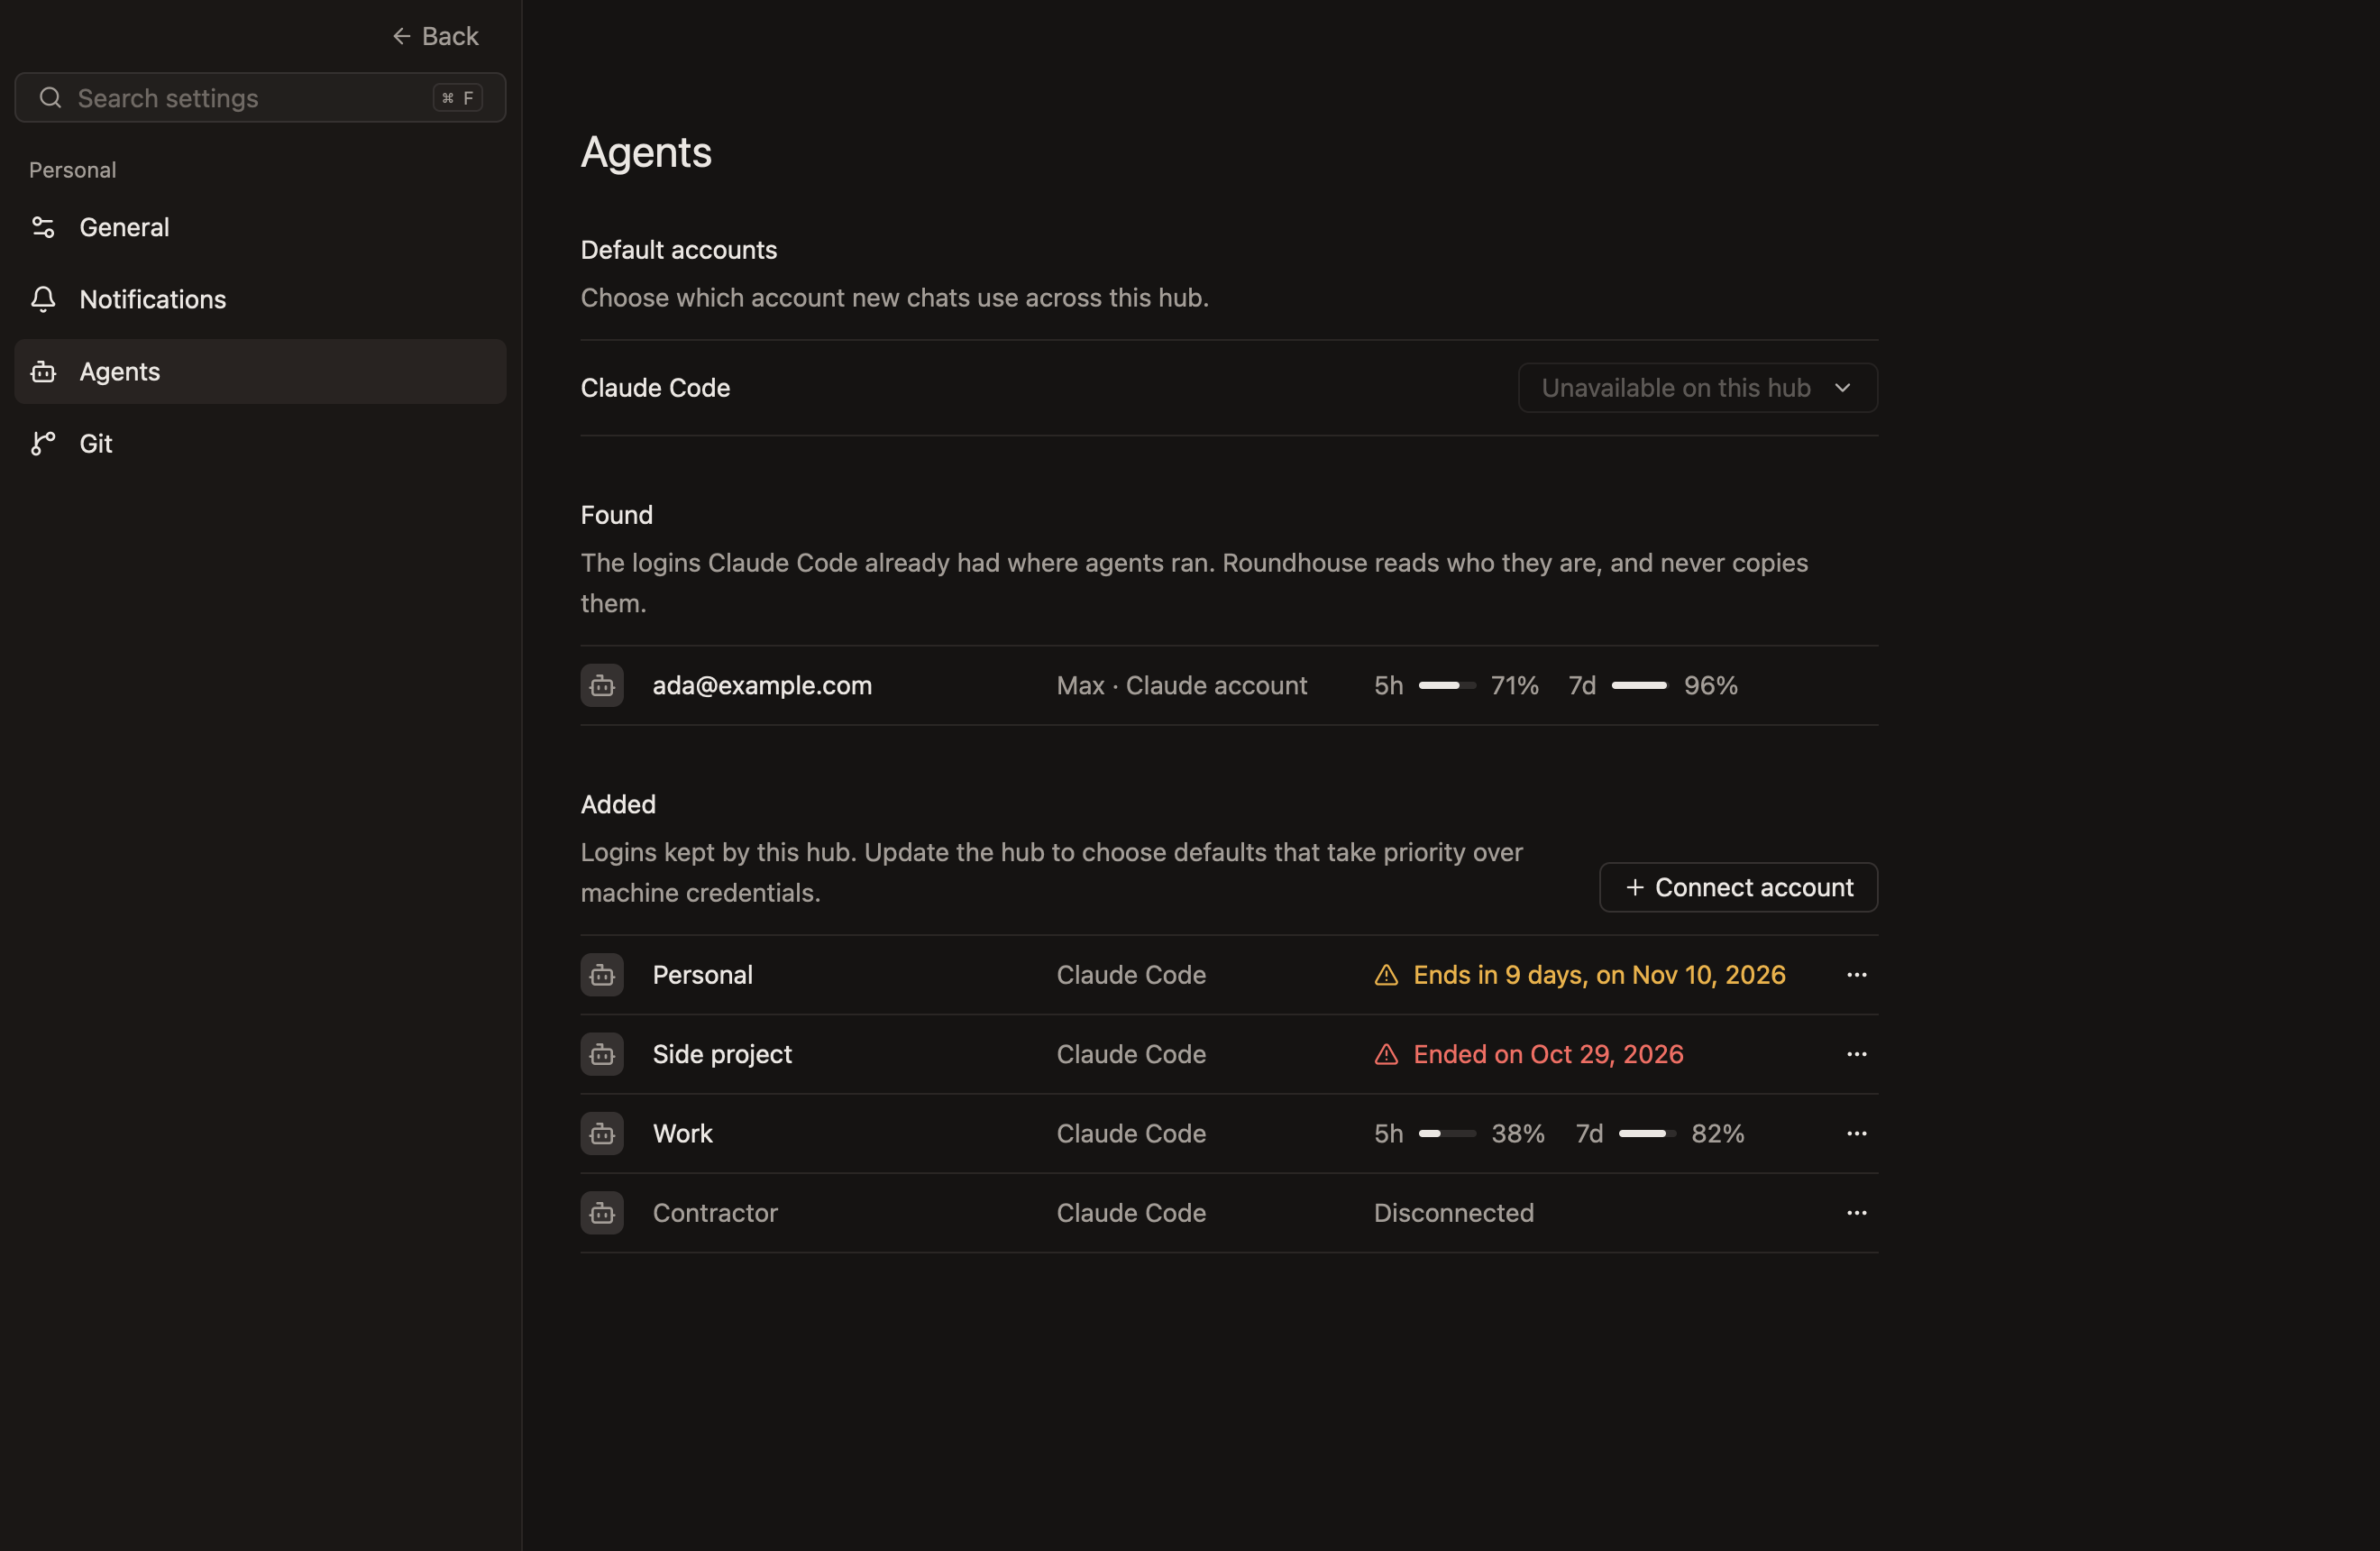 Back
Search settings
⌘ F
Personal
General
Notifications
Agents
Git
Agents
Default accounts
Choose which account new chats use across this hub.
Claude Code
Unavailable on this hub
Found
The logins Claude Code already had where agents ran. Roundhouse reads who they are, and never copies
them.
ada@example.com Max · Claude account 5h 71% 7d 96%
Added
Logins kept by this hub. Update the hub to choose defaults that take priority over
machine credentials.
+ Connect account
Personal Claude Code Ends in 9 days, on Nov 10, 2026
Side project Claude Code Ended on Oct 29, 2026
Work Claude Code 5h 38% 7d 82%
Contractor Claude Code Disconnected